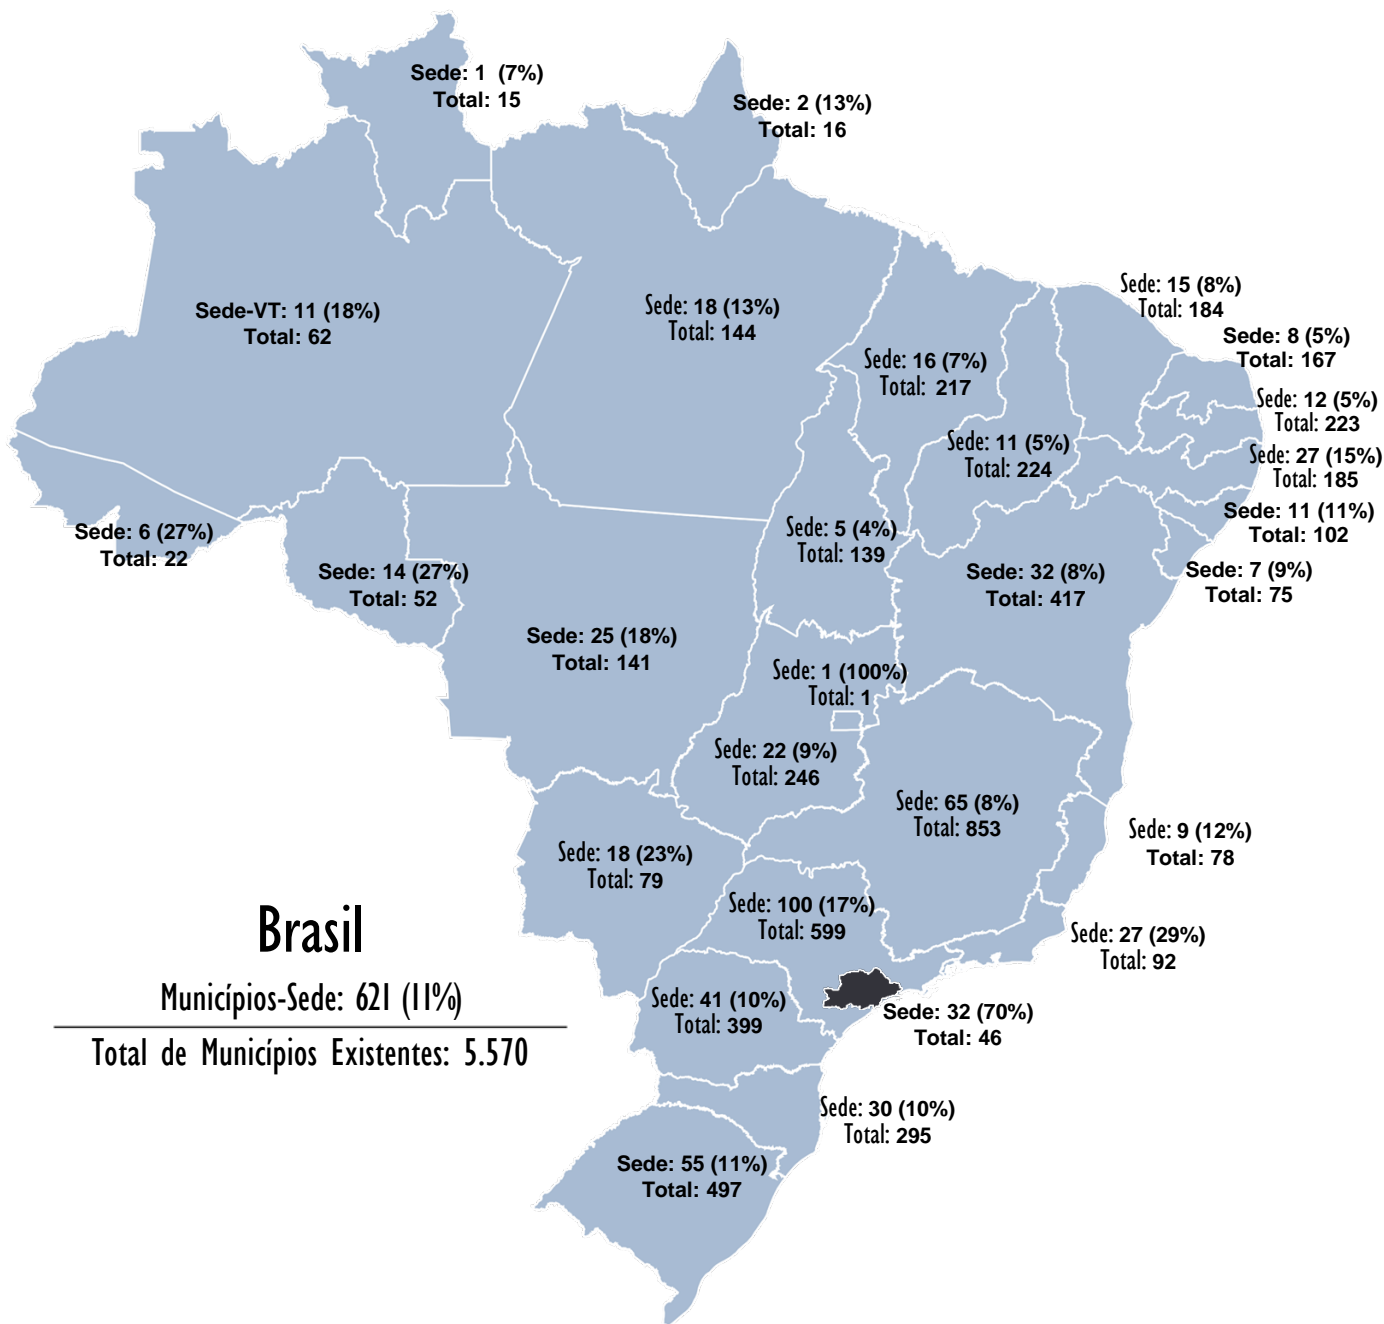 Sede: 1 (7%)
Total: 15
Sede: 2 (13%)
Total: 16
Sede-VT: 11 (18%)
Total: 62
Sede: 18 (13%)
Total: 144
Sede: 15 (8%)
Total: 184
Sede: 8 (5%)
Total: 167
Sede: 16 (7%)
Total: 217
Sede: 12 (5%)
Total: 223
Sede: 11 (5%)
Total: 224
Sede: 27 (15%)
Total: 185
Sede: 11 (11%)
Total: 102
Sede: 6 (27%)
Total: 22
Sede: 5 (4%)
Total: 139
Sede: 14 (27%)
Total: 52
Sede: 32 (8%)
Total: 417
Sede: 7 (9%)
Total: 75
Sede: 25 (18%)
Total: 141
Sede: 1 (100%)
Total: 1
Sede: 22 (9%)
Total: 246
Sede: 65 (8%)
Total: 853
Sede: 9 (12%)
Total: 78
Sede: 18 (23%)
Total: 79
Sede: 100 (17%)
Total: 599
Sede: 27 (29%)
Total: 92
Brasil
Municípios-Sede: 621 (11%)
Total de Municípios Existentes: 5.570
Sede: 41 (10%)
Total: 399
Sede: 32 (70%)
Total: 46
Sede: 30 (10%)
Total: 295
Sede: 55 (11%)
Total: 497